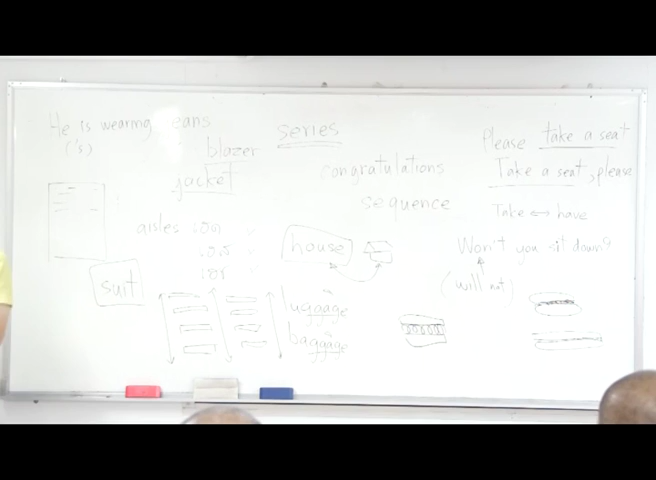 He is wearing jeans
('s)
blazer
jacket
aisles
suit
series
congratulations
sequence
house
luggage
baggage
Please take a seat
Take a seat, please
Take ↔ have
Won't you sit down?
(will not)